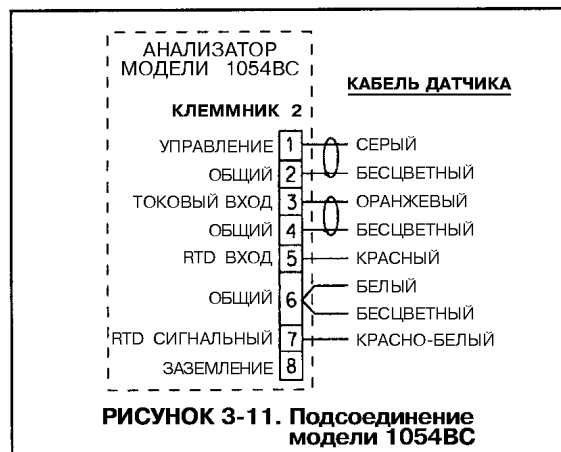 АНАЛИЗАТОР
МОДЕЛИ 1054BC
КАБЕЛЬ ДАТЧИКА
КЛЕММНИК 2
УПРАВЛЕНИЕ 1 СЕРЫЙ
ОБЩИЙ 2 БЕСЦВЕТНЫЙ
ТОКОВЫЙ ВХОД 3 ОРАНЖЕВЫЙ
ОБЩИЙ 4 БЕСЦВЕТНЫЙ
RTD ВХОД 5 КРАСНЫЙ
БЕЛЫЙ
ОБЩИЙ 6
БЕСЦВЕТНЫЙ
RTD СИГНАЛЬНЫЙ 7 КРАСНО-БЕЛЫЙ
ЗАЗЕМЛЕНИЕ 8
РИСУНОК 3-11. Подсоединение
модели 1054BC